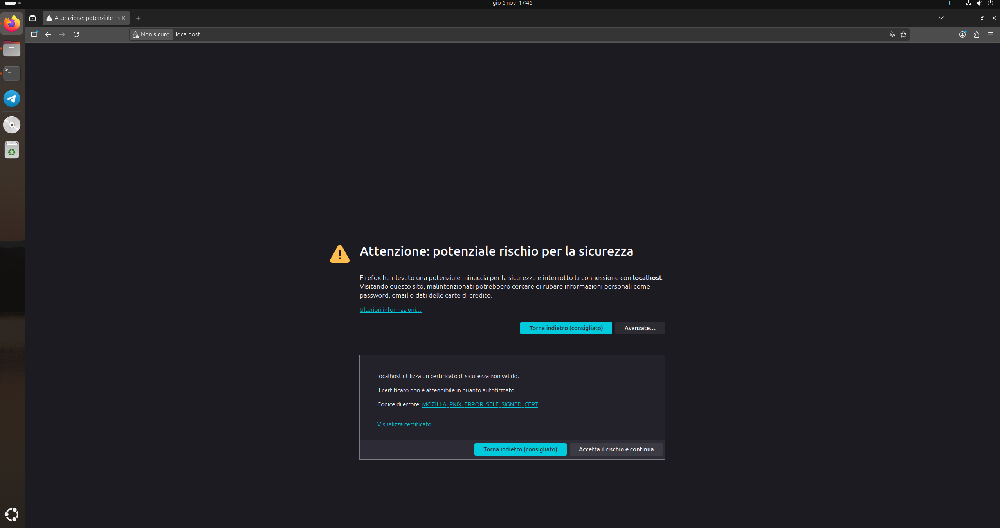 gio 6 nov 17:46
it
Attenzione: potenziale ris
Non sicuro
localhost
>_
Attenzione: potenziale rischio per la sicurezza
Firefox ha rilevato una potenziale minaccia per la sicurezza e interrotto la connessione con localhost.
Visitando questo sito, malintenzionati potrebbero cercare di rubare informazioni personali come
password, email o dati delle carte di credito.
Ulteriori informazioni…
Torna indietro (consigliato)
Avanzate…
localhost utilizza un certificato di sicurezza non valido.
Il certificato non è attendibile in quanto autofirmato.
Codice di errore: MOZILLA_PKIX_ERROR_SELF_SIGNED_CERT
Visualizza certificato
Torna indietro (consigliato)
Accetta il rischio e continua